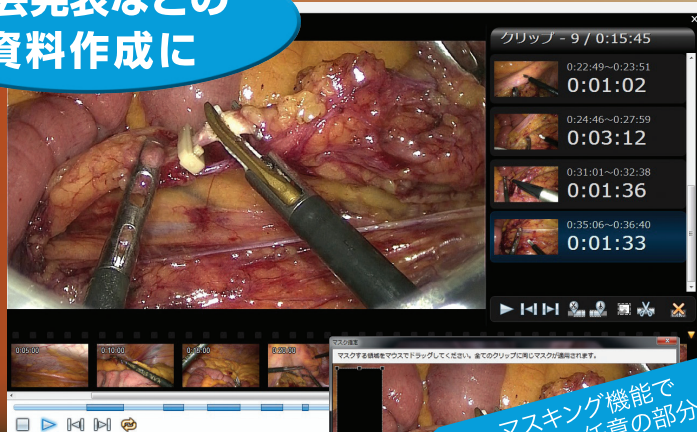 会発表などの
資料作成に
クリップ - 9 / 0:15:45
0:22:49～0:23:51
0:01:02
0:24:46～0:27:59
0:03:12
0:31:01～0:32:38
0:01:36
0:35:06～0:36:40
0:01:33
0:05:00
0:10:00
0:15:00
0:20:00
マスク指定
マスクする領域をマウスでドラッグしてください。全てのクリップに同じマスクが適用されます。
マスキング機能で
任意の部分